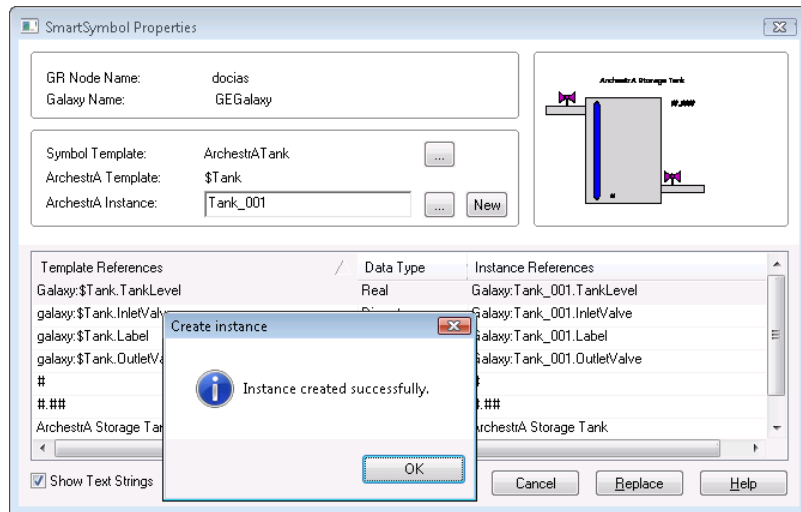 SmartSymbol Properties
GR Node Name: docias
Galaxy Name: GEGalaxy
ArchestrA Storage Tank
#.###
#
Symbol Template: ArchestrATank ...
ArchestrA Template: $Tank
ArchestrA Instance: Tank_001 ... New
Template References Data Type Instance References
Galaxy:$Tank.TankLevel Real Galaxy:Tank_001.TankLevel
galaxy:$Tank.InletValv Galaxy:Tank_001.InletValve
galaxy:$Tank.Label Galaxy:Tank_001.Label
galaxy:$Tank.OutletVa Galaxy:Tank_001.OutletValve
#
#.## #.##
ArchestrA Storage Tan ArchestrA Storage Tank
Create instance
Instance created successfully.
OK
Show Text Strings Cancel Replace Help